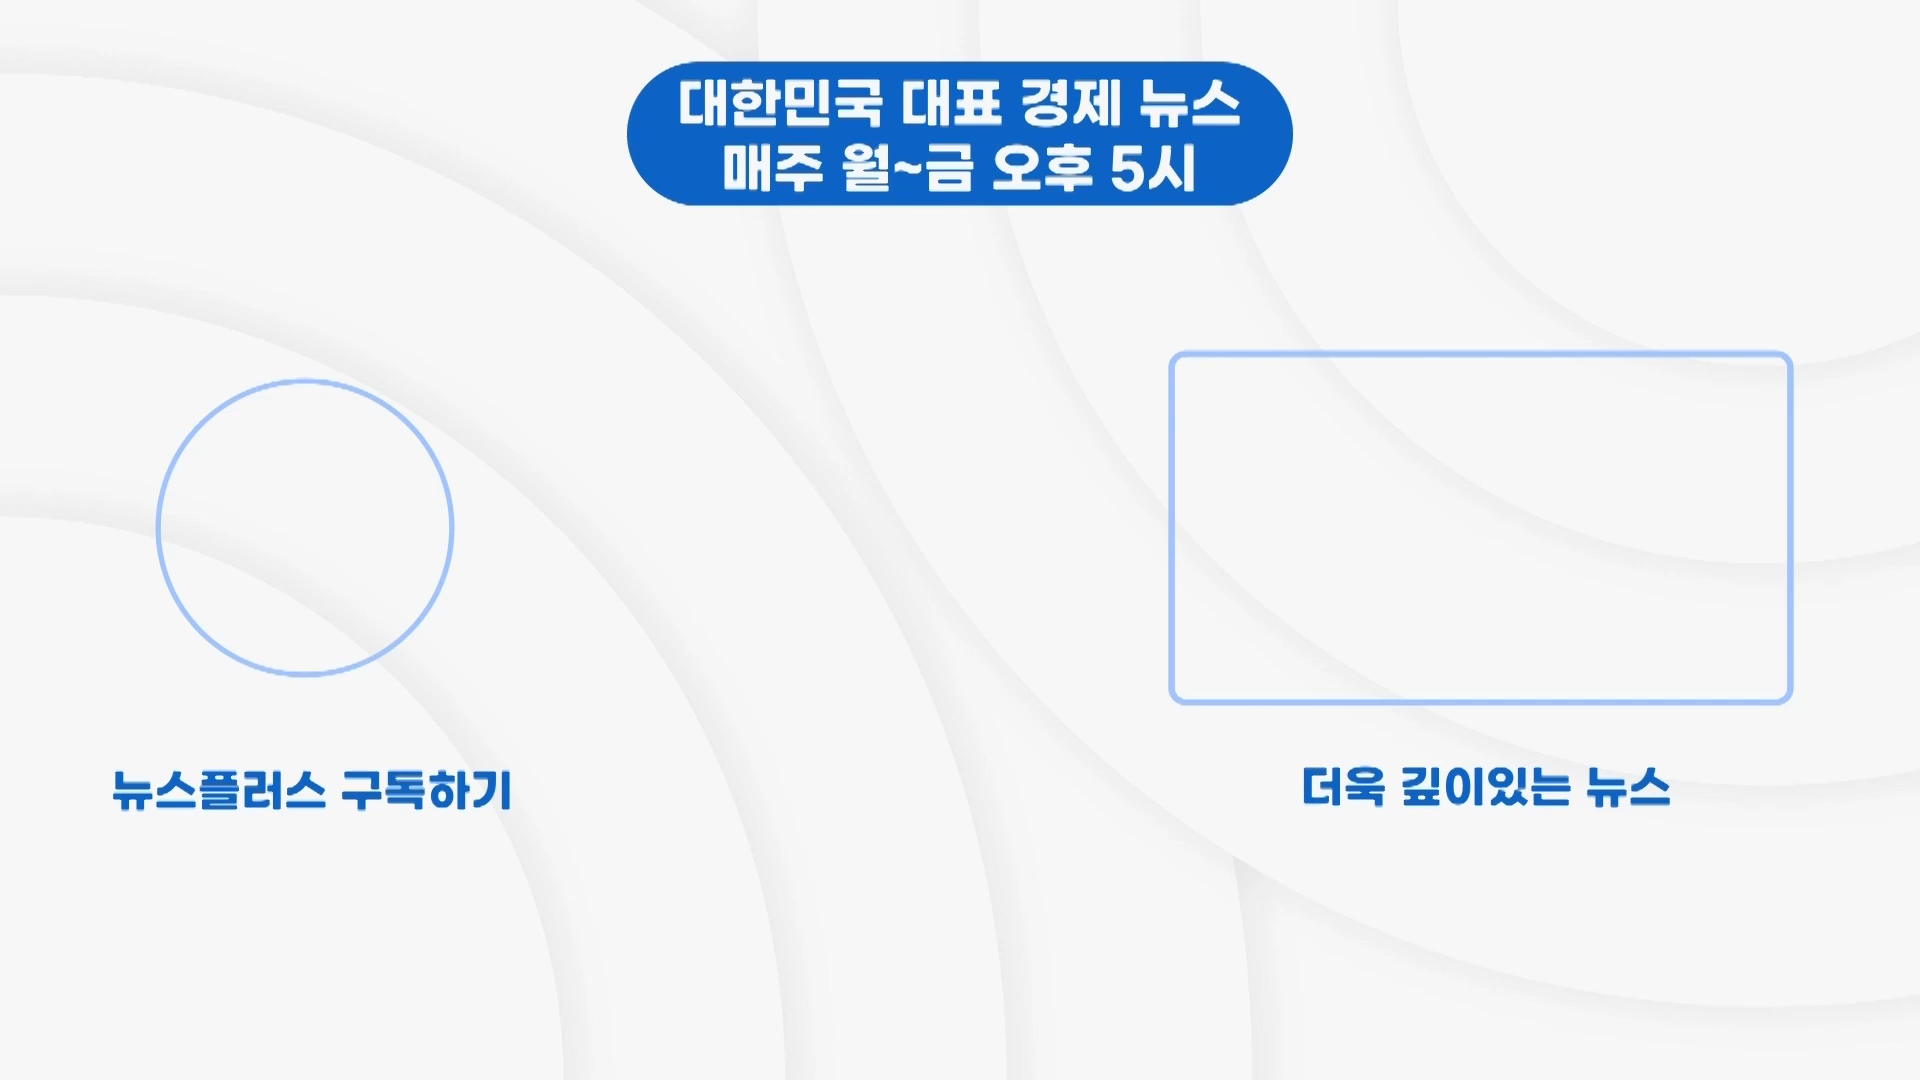 대한민국 대표 경제 뉴스
매주 월~금 오후 5시
뉴스플러스 구독하기
더욱 깊이있는 뉴스